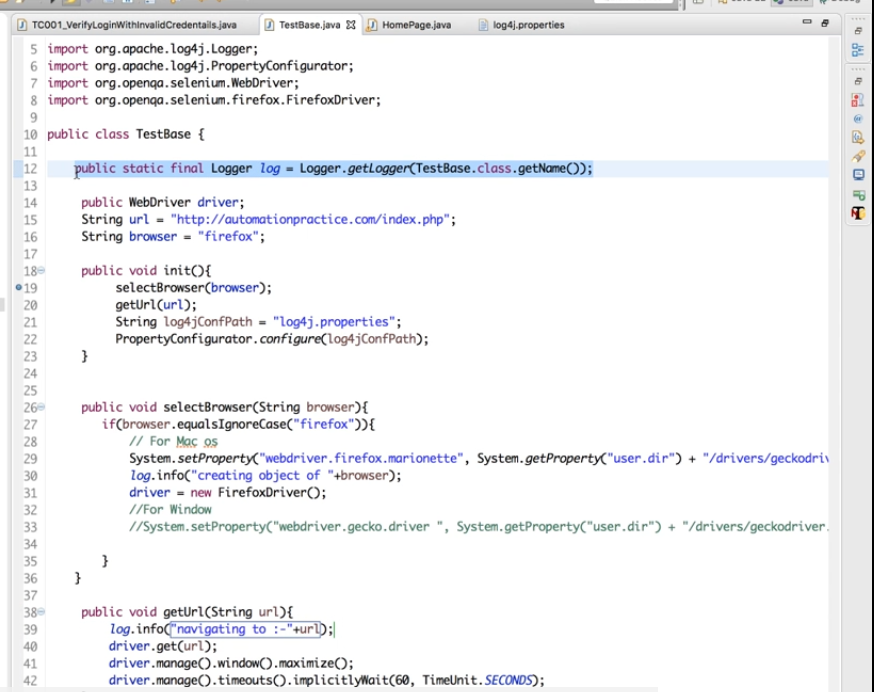 TC001_VerifyLoginWithInvalidCredentails.java TestBase.java HomePage.java log4j.properties
5 import org.apache.log4j.Logger;
6 import org.apache.log4j.PropertyConfigurator;
7 import org.openqa.selenium.WebDriver;
8 import org.openqa.selenium.firefox.FirefoxDriver;
9
10 public class TestBase {
11
12 public static final Logger log = Logger.getLogger(TestBase.class.getName());
13
14 public WebDriver driver;
15 String url = "http://automationpractice.com/index.php";
16 String browser = "firefox";
17
18 public void init(){
19 selectBrowser(browser);
20 getUrl(url);
21 String log4jConfPath = "log4j.properties";
22 PropertyConfigurator.configure(log4jConfPath);
23 }
24
25
26 public void selectBrowser(String browser){
27 if(browser.equalsIgnoreCase("firefox")){
28 // For Mac os
29 System.setProperty("webdriver.firefox.marionette", System.getProperty("user.dir") + "/drivers/geckodriv
30 log.info("creating object of "+browser);
31 driver = new FirefoxDriver();
32 //For Window
33 //System.setProperty("webdriver.gecko.driver ", System.getProperty("user.dir") + "/drivers/geckodriver.
34
35 }
36 }
37
38 public void getUrl(String url){
39 log.info("navigating to :-"+url);
40 driver.get(url);
41 driver.manage().window().maximize();
42 driver.manage().timeouts().implicitlyWait(60, TimeUnit.SECONDS);